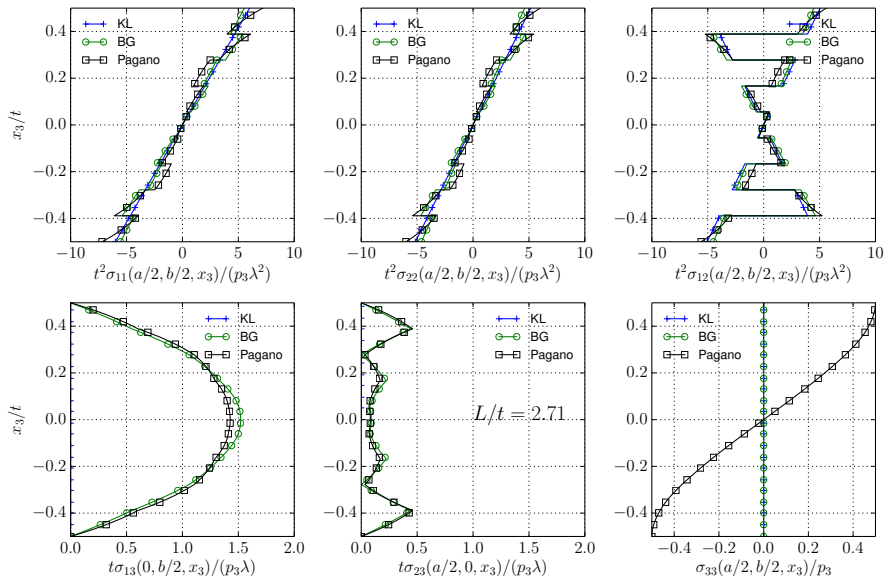 x₃/t
0.4
0.2
0.0
−0.2
−0.4
KL
BG
Pagano
−10 −5 0 5 10
t²σ₁₁(a/2, b/2, x₃)/(p₃λ²)
KL
BG
Pagano
−10 −5 0 5 10
t²σ₂₂(a/2, b/2, x₃)/(p₃λ²)
KL
BG
Pagano
−10 −5 0 5 10
t²σ₁₂(a/2, b/2, x₃)/(p₃λ²)
x₃/t
0.4
0.2
0.0
−0.2
−0.4
KL
BG
Pagano
0.0 0.5 1.0 1.5 2.0
tσ₁₃(0, b/2, x₃)/(p₃λ)
KL
BG
Pagano
L/t = 2.71
0.0 0.5 1.0 1.5 2.0
tσ₂₃(a/2, 0, x₃)/(p₃λ)
KL
BG
Pagano
−0.4 −0.2 0.0 0.2 0.4
σ₃₃(a/2, b/2, x₃)/p₃